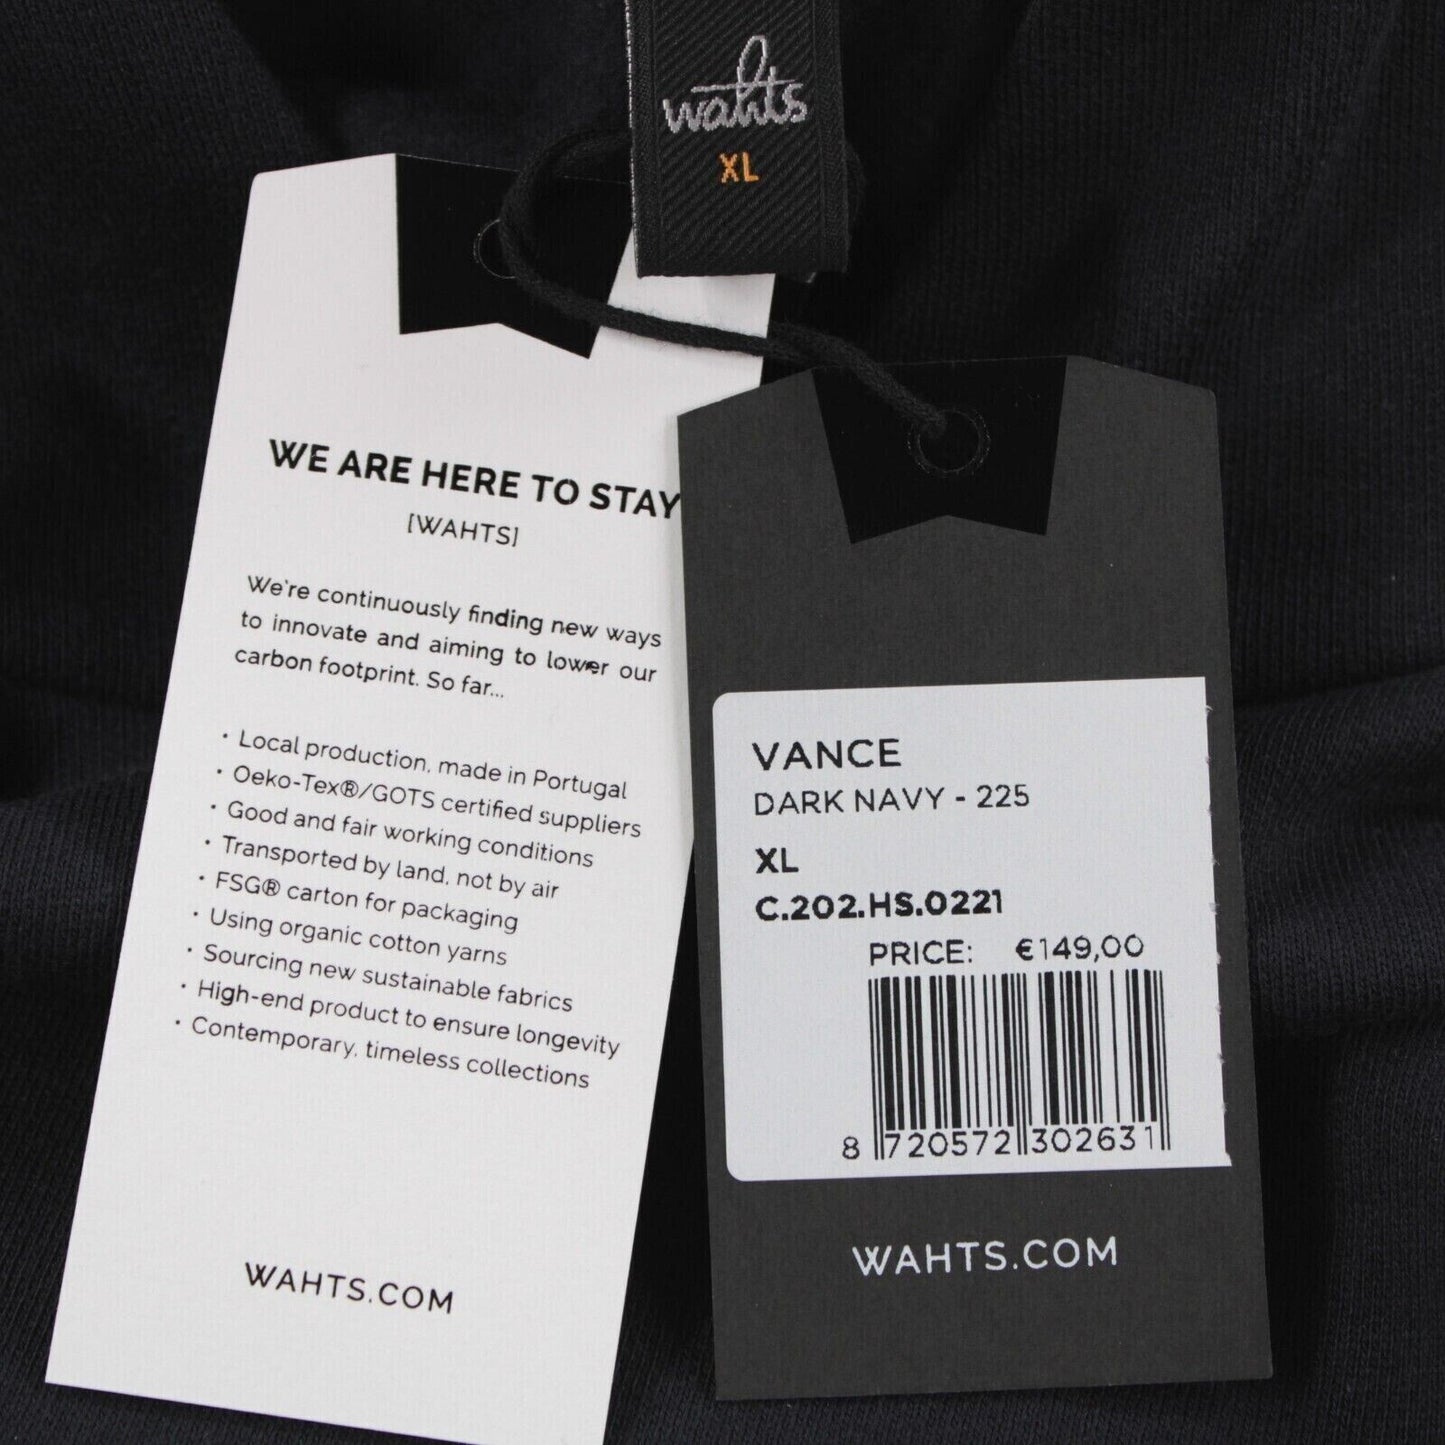 wahts
XL
WE ARE HERE TO STAY
[WAHTS]
We're continuously finding new ways
to innovate and aiming to lower our
carbon footprint. So far...
• Local production, made in Portugal
• Oeko-Tex®/GOTS certified suppliers
• Good and fair working conditions
• Transported by land, not by air
• FSG® carton for packaging
• Using organic cotton yarns
• Sourcing new sustainable fabrics
• High-end product to ensure longevity
• Contemporary, timeless collections
WAHTS.COM
VANCE
DARK NAVY - 225
XL
C.202.HS.0221
PRICE: €149,00
8 720572 302631
WAHTS.COM